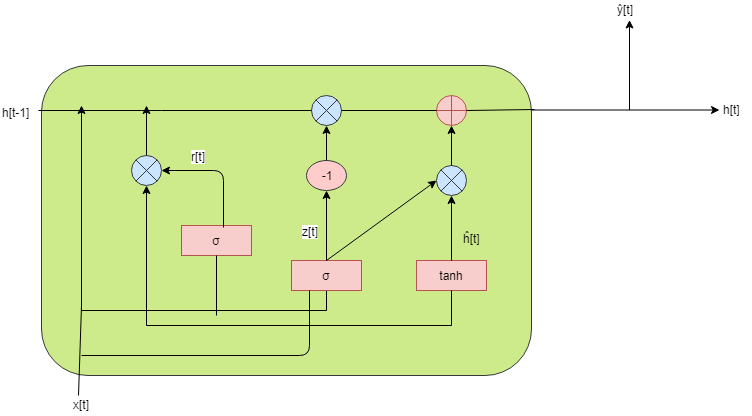 ŷ[t]
h[t-1]
h[t]
r[t]
-1
z[t]
σ
ĥ[t]
σ
tanh
x[t]